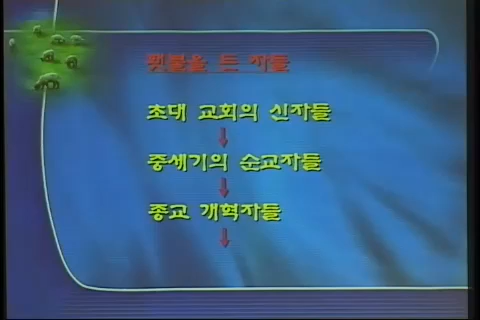 횃불을 든 자들
초대 교회의 신자들
중세기의 순교자들
종교 개혁자들